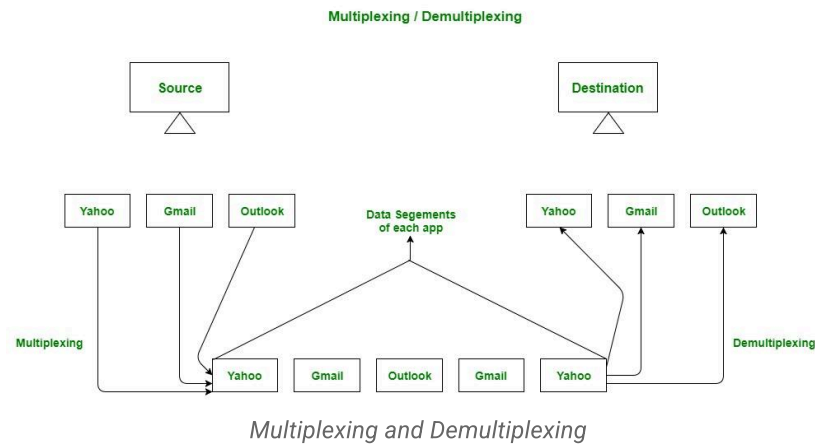 Multiplexing / Demultiplexing
Source
Destination
Yahoo
Gmail
Outlook
Data Segements
of each app
Yahoo
Gmail
Outlook
Multiplexing
Demultiplexing
Yahoo
Gmail
Outlook
Gmail
Yahoo
Multiplexing and Demultiplexing